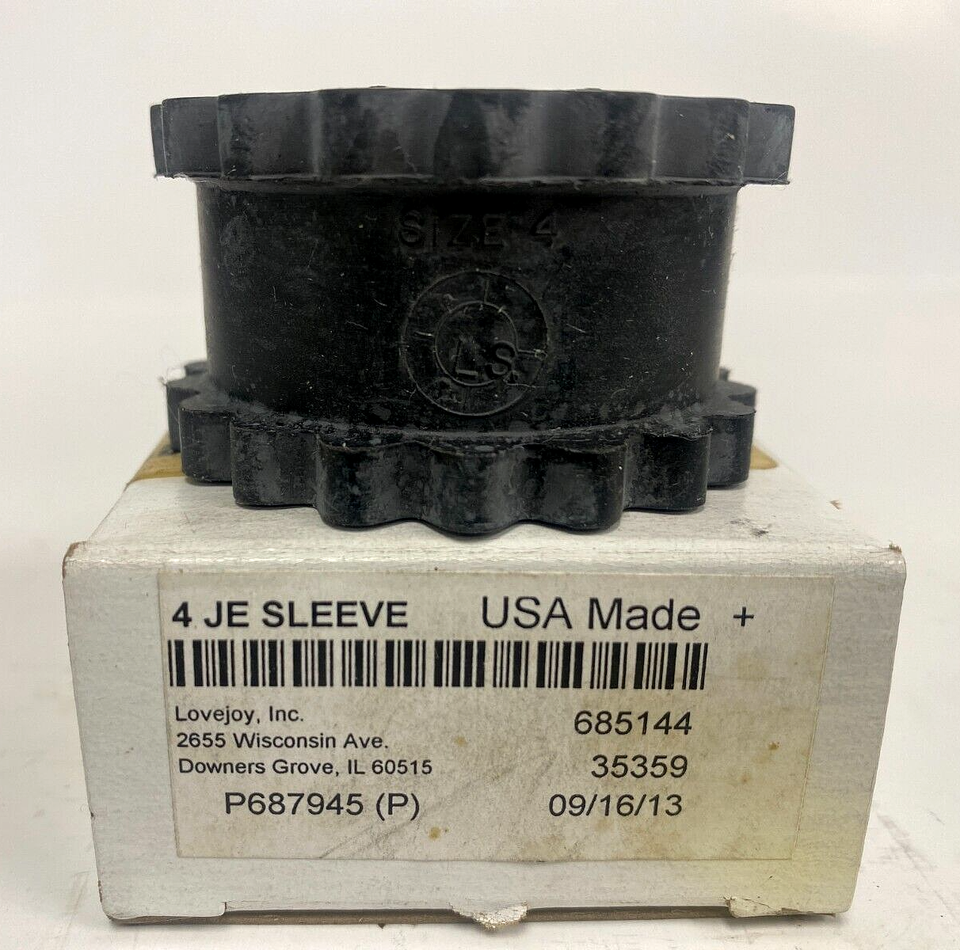 SIZE 4
LS
4 JE SLEEVE USA Made +
Lovejoy, Inc.
2655 Wisconsin Ave.
Downers Grove, IL 60515
685144
35359
P687945 (P) 09/16/13